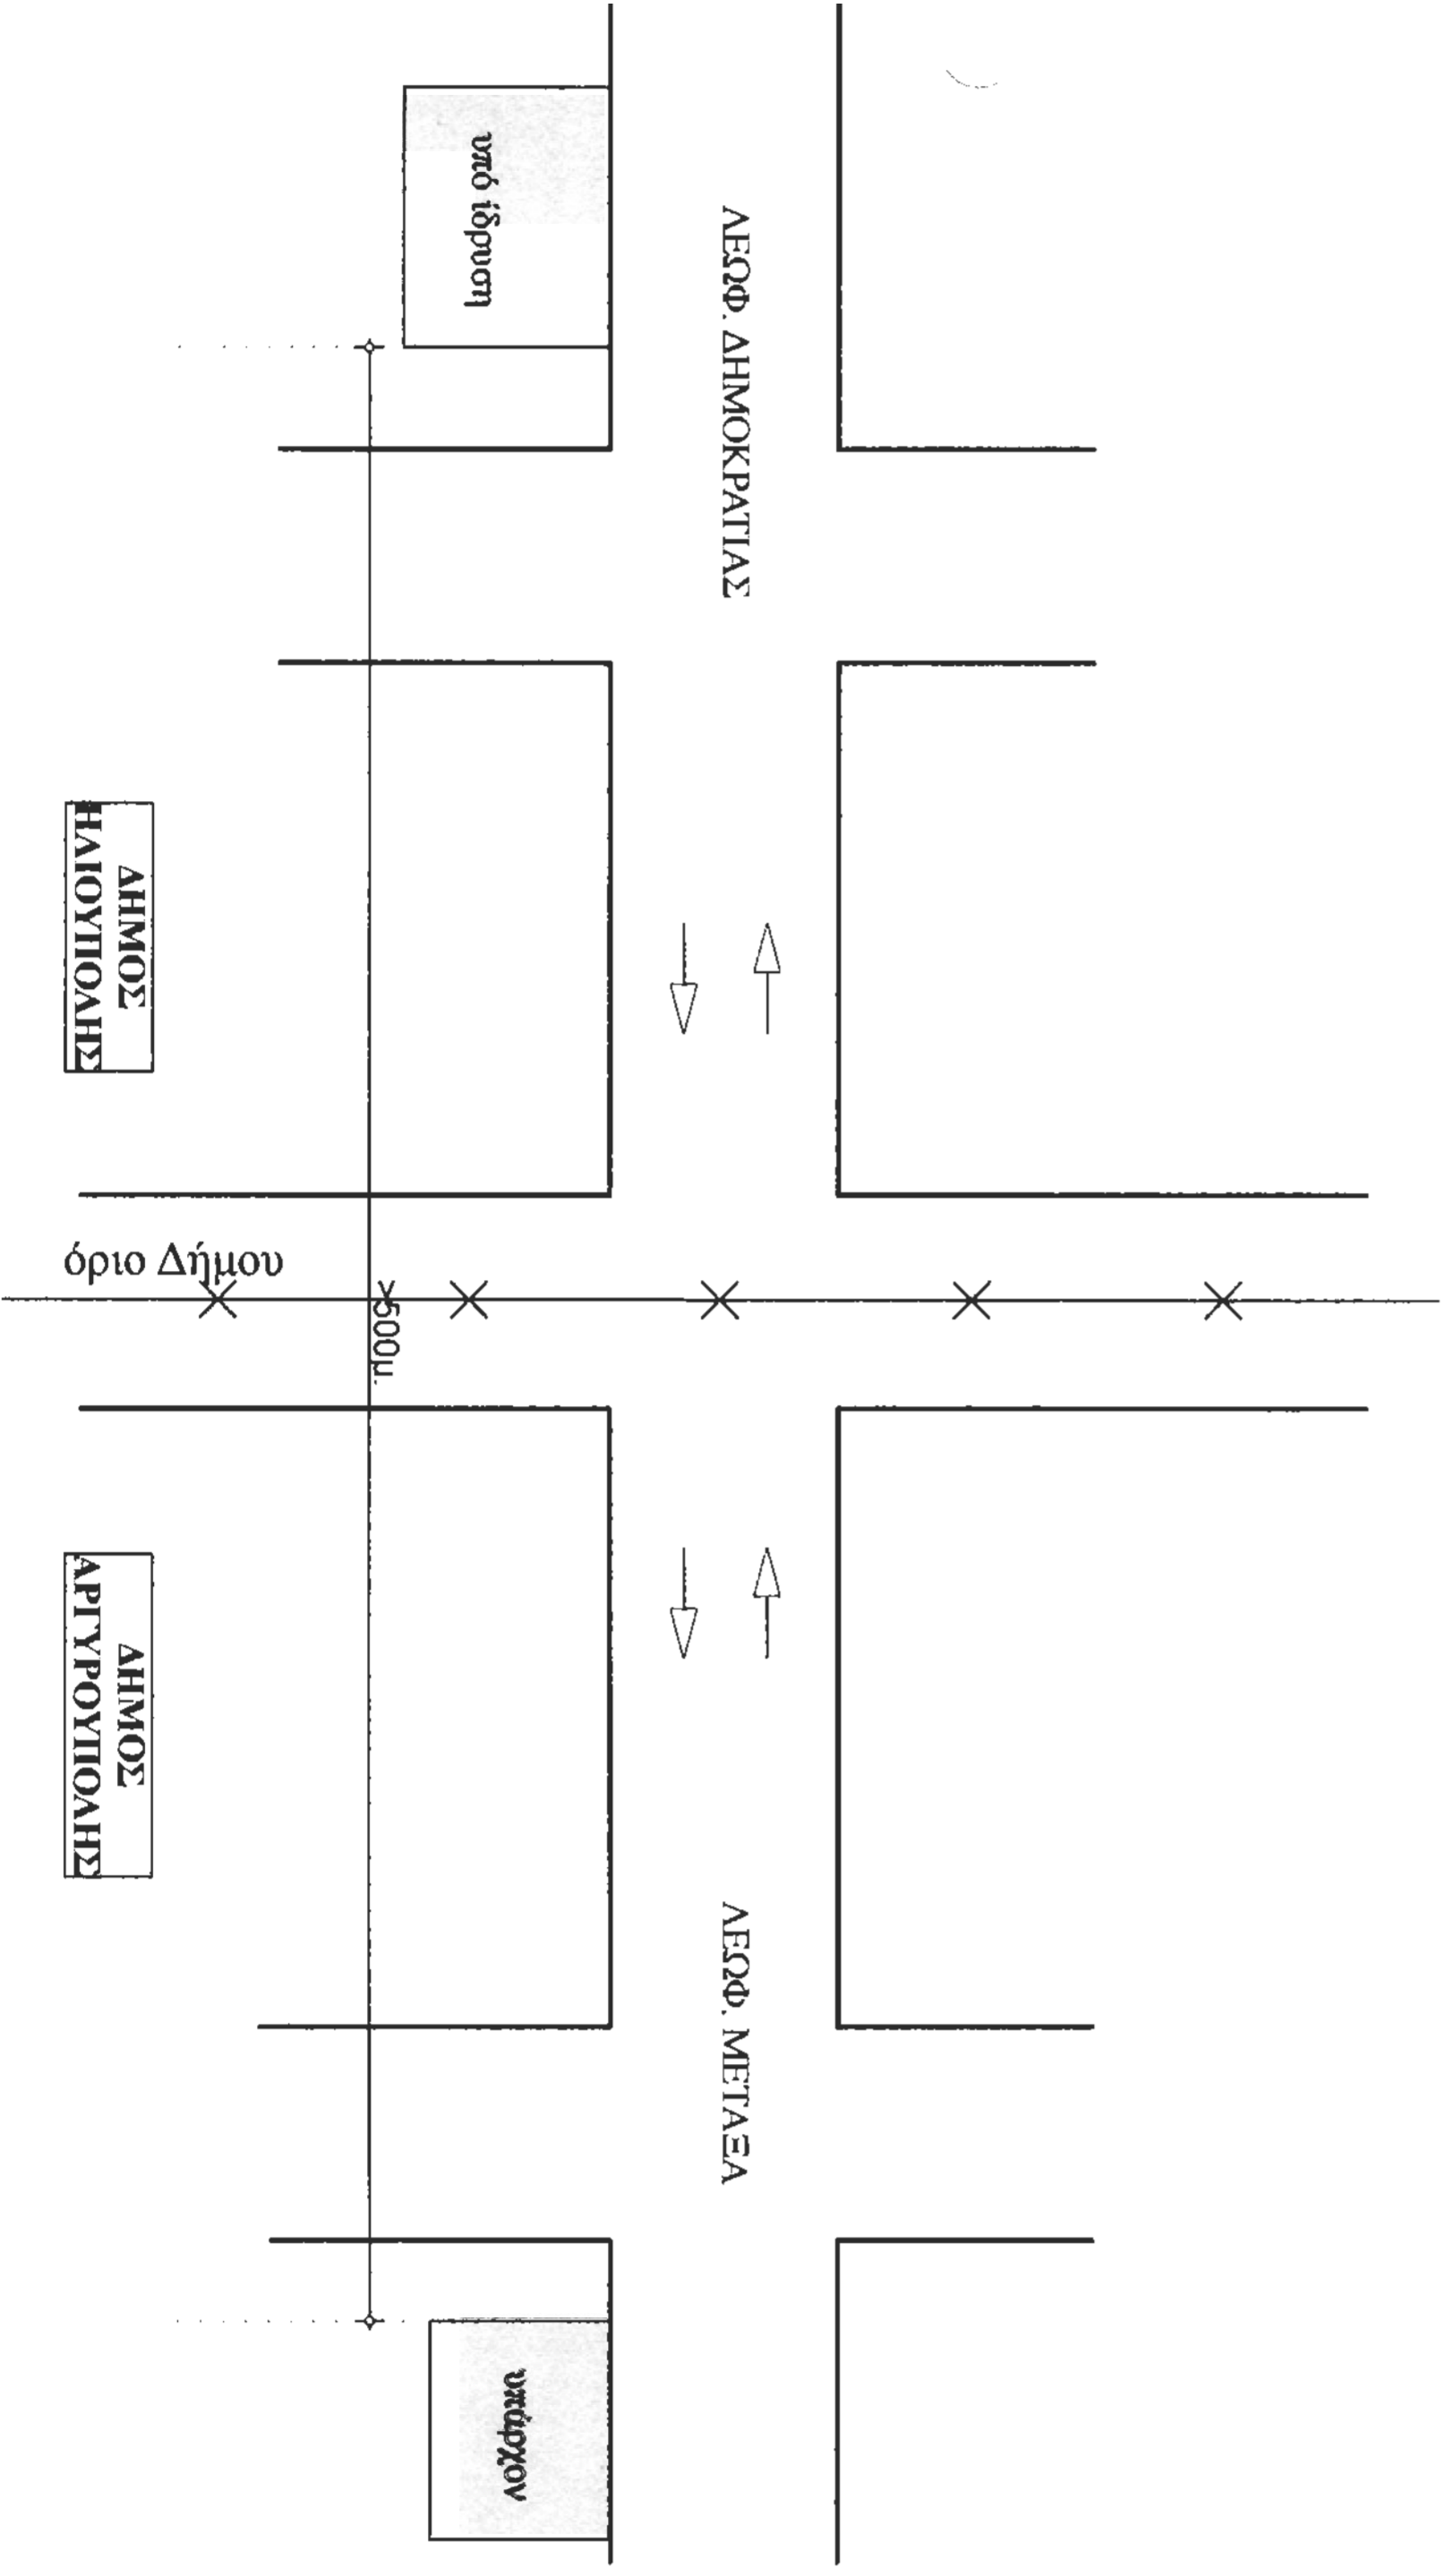 υπό ίδρυση
ΛΕΩΦ. ΔΗΜΟΚΡΑΤΙΑΣ
ΔΗΜΟΣ
ΗΛΙΟΥΠΟΛΗΣ
όριο Δήμου
>500μ.
ΔΗΜΟΣ
ΑΡΓΥΡΟΥΠΟΛΗΣ
ΛΕΩΦ. ΜΕΤΑΞΑ
υπάρχον